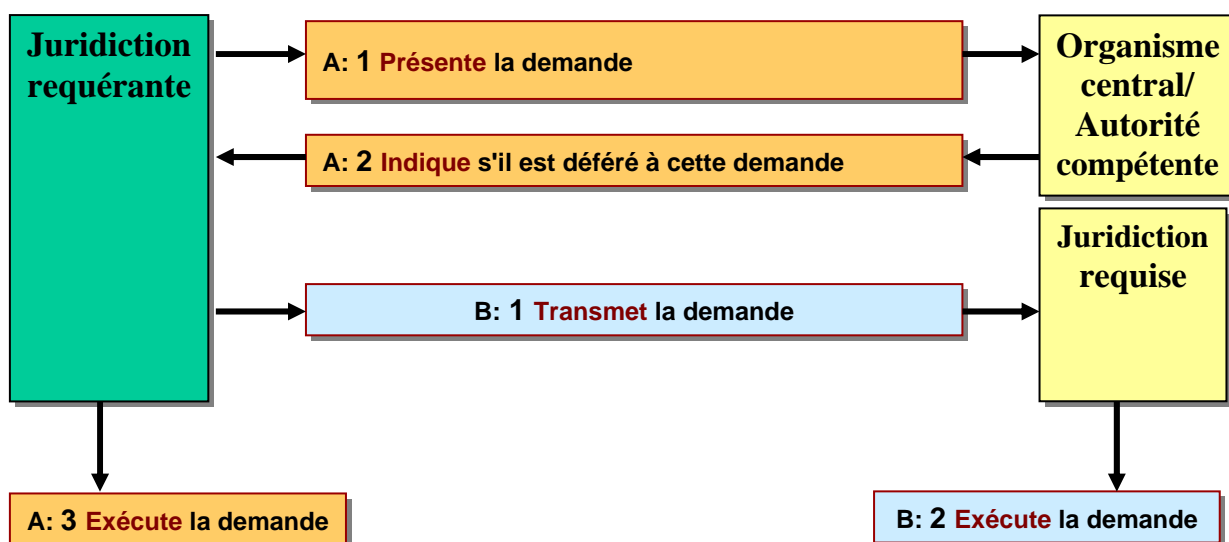 Juridiction
requérante
A: 1 Présente la demande
Organisme
central/
Autorité
compétente
A: 2 Indique s'il est déféré à cette demande
Juridiction
requise
B: 1 Transmet la demande
A: 3 Exécute la demande
B: 2 Exécute la demande